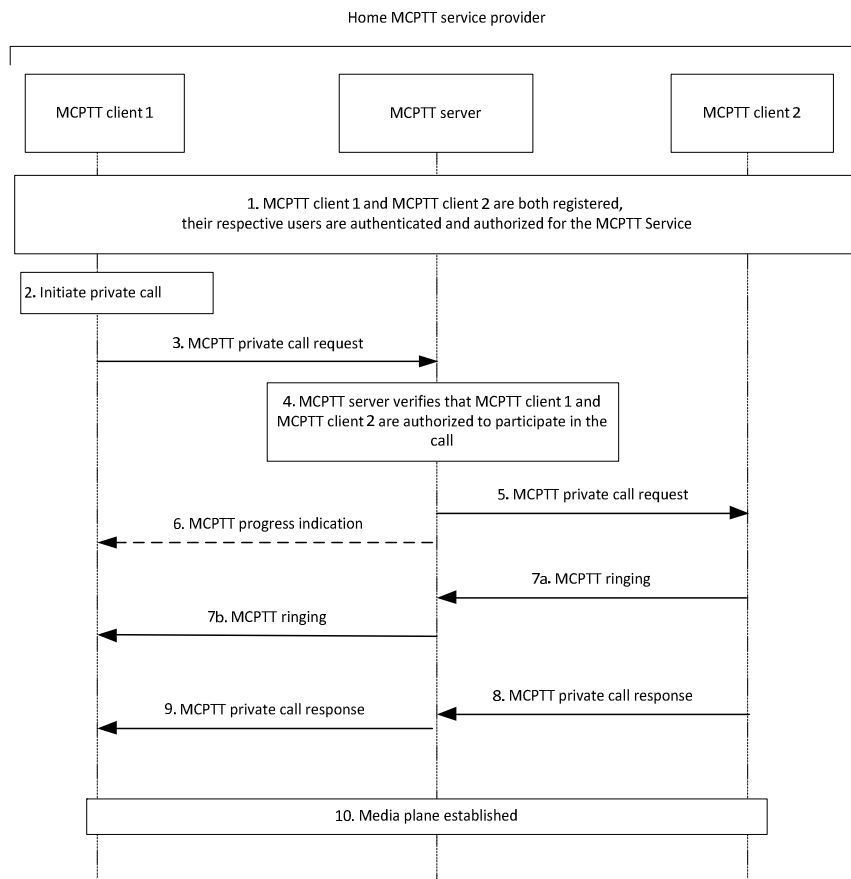 Home MCPTT service provider
MCPTT client 1
MCPTT server
MCPTT client 2
1. MCPTT client 1 and MCPTT client 2 are both registered,
their respective users are authenticated and authorized for the MCPTT Service
2. Initiate private call
3. MCPTT private call request
4. MCPTT server verifies that MCPTT client 1 and
MCPTT client 2 are authorized to participate in the
call
5. MCPTT private call request
6. MCPTT progress indication
7a. MCPTT ringing
7b. MCPTT ringing
8. MCPTT private call response
9. MCPTT private call response
10. Media plane established